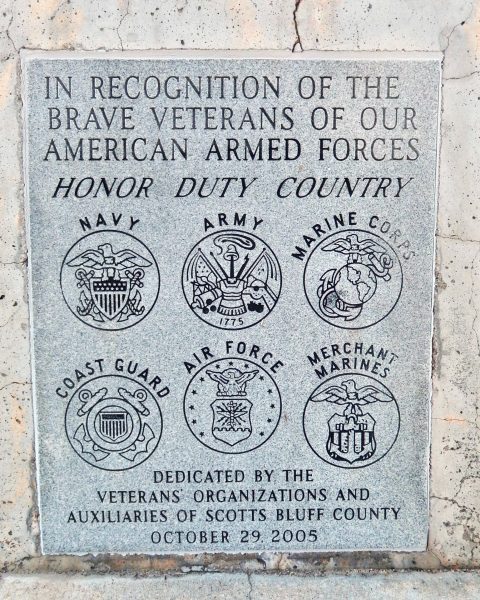 IN RECOGNITION OF THE
BRAVE VETERANS OF OUR
AMERICAN ARMED FORCES
HONOR DUTY COUNTRY
NAVY
ARMY
MARINE CORPS
1775
COAST GUARD
AIR FORCE
MERCHANT
MARINES
DEDICATED BY THE
VETERANS' ORGANIZATIONS AND
AUXILIARIES OF SCOTTS BLUFF COUNTY
OCTOBER 29, 2005